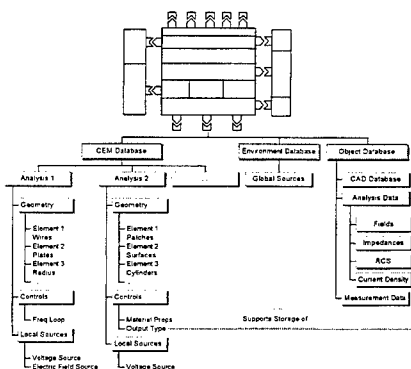 CEM Database
Environment Database
Object Database
Analysis 1
Analysis 2
Global Sources
CAD Database
Geometry
Geometry
Analysis Data
Element 1
Wires
Element 2
Plates
Element 3
Radius
Element 1
Patches
Element 2
Surfaces
Element 3
Cylinders
Fields
Impedances
RCS
Current Density
Controls
Controls
Measurement Data
Freq Loop
Material Props
Output Type
Supports Storage of
Local Sources
Local Sources
Voltage Source
Electric Field Source
Voltage Source